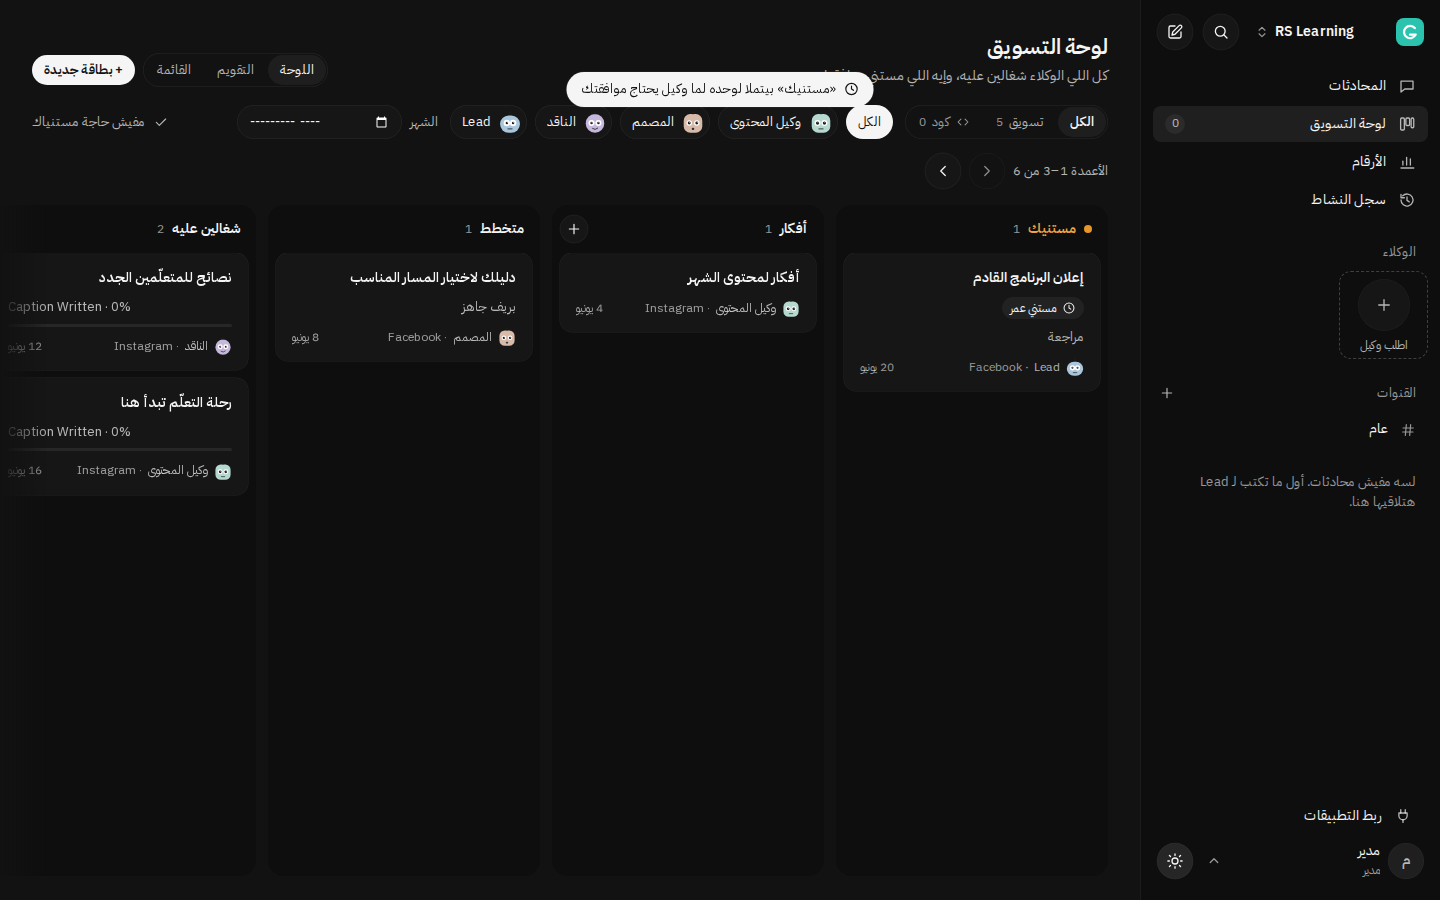 RS Learning
المحادثات
لوحة التسويق
0
الأرقام
سجل النشاط
الوكلاء
+
اطلب وكيل
القنوات
+
# عام
لسه مفيش محادثات. أول ما تكتب لـ Lead
هتلاقيها هنا.
ربط التطبيقات
م
مدير
مدير
لوحة التسويق
كل اللي الوكلاء شغالين عليه، وإيه اللي مستني
«مستنيك» بيتملا لوحده لما وكيل يحتاج موافقتك
اللوحة
التقويم
القائمة
+ بطاقة جديدة
الكل
تسويق 5
كود 0
الكل
وكيل المحتوى
المصمم
الناقد
Lead
الشهر
--------- ----
مفيش حاجة مستنياك
الأعمدة 1–3 من 6
مستنيك 1
إعلان البرنامج القادم
مستني عمر
مراجعة
Lead · Facebook
20 يونيو
أفكار 1
+
أفكار لمحتوى الشهر
وكيل المحتوى · Instagram
4 يونيو
متخطط 1
دليلك لاختيار المسار المناسب
بريف جاهز
المصمم · Facebook
8 يونيو
شغالين عليه 2
نصائح للمتعلّمين الجدد
Caption Written · 0%
الناقد · Instagram
12 يونيو
رحلة التعلّم تبدأ هنا
Caption Written · 0%
وكيل المحتوى · Instagram
16 يونيو